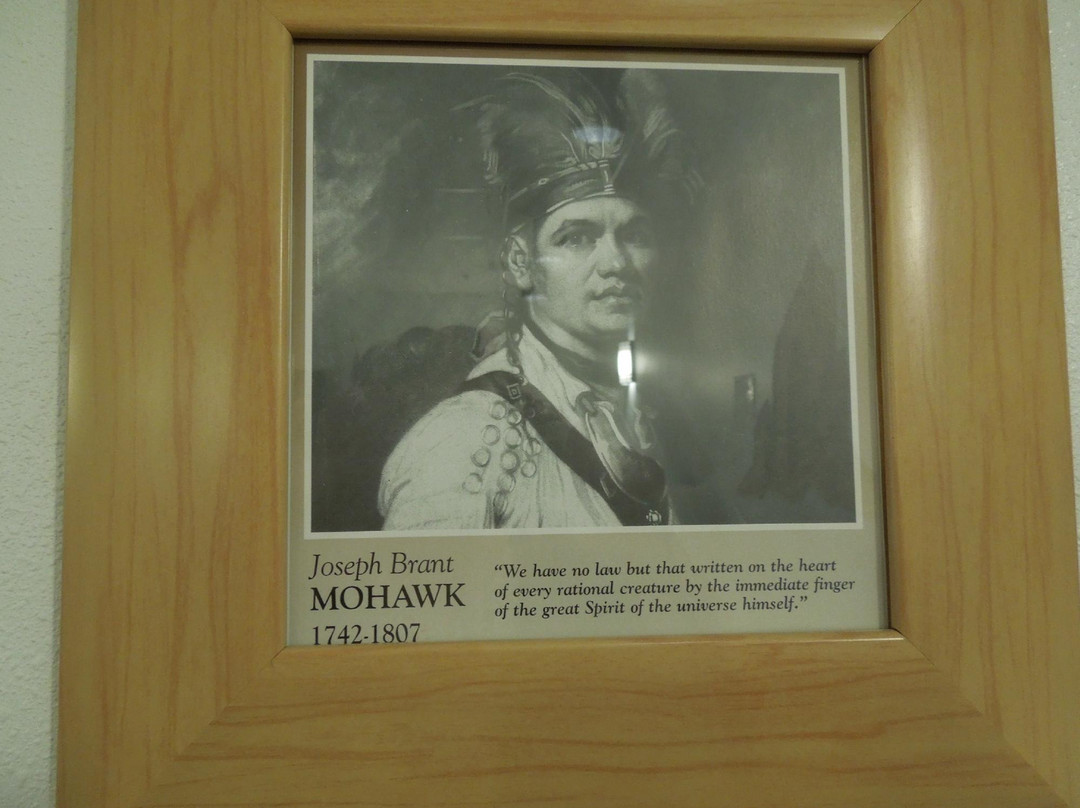 Joseph Brant
MOHAWK
1742-1807
“We have no law but that written on the heart
of every rational creature by the immediate finger
of the great Spirit of the universe himself.”